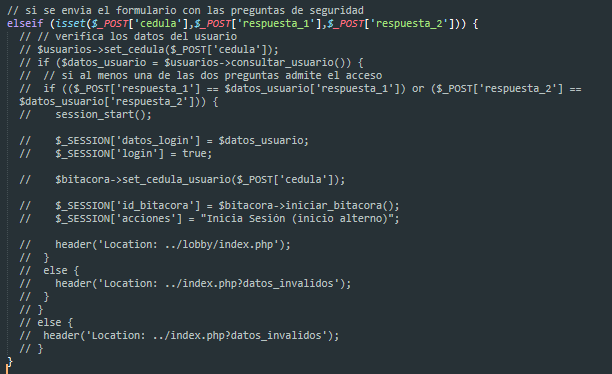 // si se envia el formulario con las preguntas de seguridad
elseif (isset($_POST['cedula'],$_POST['respuesta_1'],$_POST['respuesta_2'])) {
// // verifica los datos del usuario
// $usuarios->set_cedula($_POST['cedula']);
// if ($datos_usuario = $usuarios->consultar_usuario()) {
//  // si al menos una de las dos preguntas admite el acceso
//  if (($_POST['respuesta_1'] == $datos_usuario['respuesta_1']) or ($_POST['respuesta_2'] ==
$datos_usuario['respuesta_2'])) {
//    session_start();
//    $_SESSION['datos_login'] = $datos_usuario;
//    $_SESSION['login'] = true;
//    $bitacora->set_cedula_usuario($_POST['cedula']);
//    $_SESSION['id_bitacora'] = $bitacora->iniciar_bitacora();
//    $_SESSION['acciones'] = "Inicia Sesión (inicio alterno)";
//    header('Location: ../lobby/index.php');
//  }
//  else {
//    header('Location: ../index.php?datos_invalidos');
//  }
// }
// else {
//  header('Location: ../index.php?datos_invalidos');
// }
}